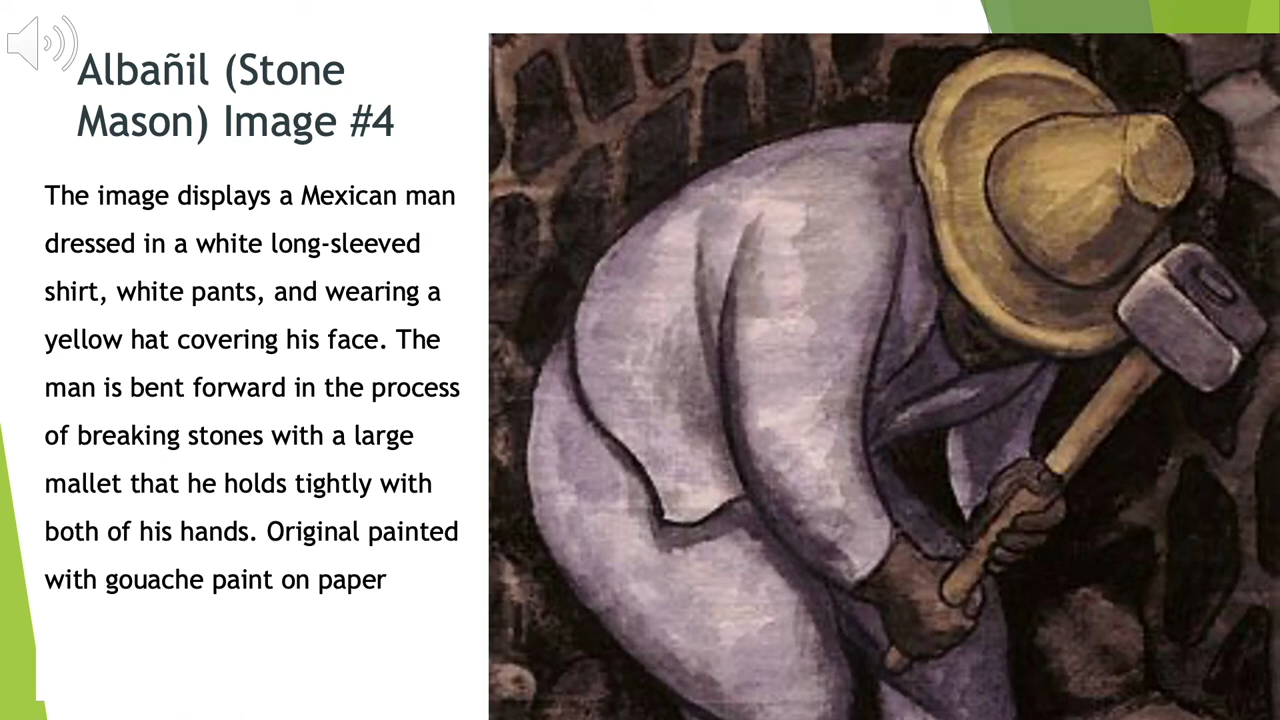 Albañil (Stone
Mason) Image #4
The image displays a Mexican man
dressed in a white long-sleeved
shirt, white pants, and wearing a
yellow hat covering his face. The
man is bent forward in the process
of breaking stones with a large
mallet that he holds tightly with
both of his hands. Original painted
with gouache paint on paper